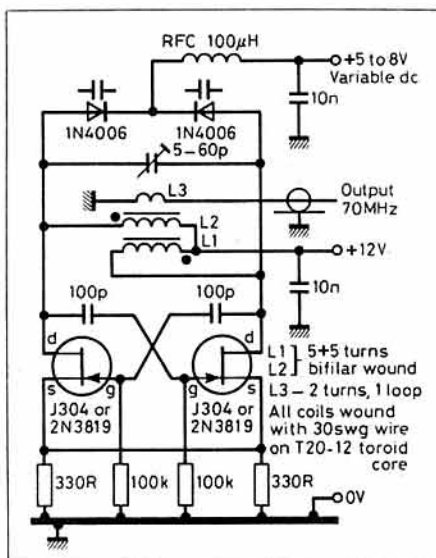 RFC 100µH
+5 to 8V
Variable dc
10n
1N4006
1N4006
5–60p
L3
Output
70MHz
L2
L1
+12V
100p
100p
10n
d
d
s
g
g
s
J304 or
2N3819
J304 or
2N3819
L1 } 5+5 turns
L2 } bifilar wound
L3 – 2 turns, 1 loop
All coils wound
with 30swg wire
on T20-12 toroid
core
330R
100k
100k
330R
0V